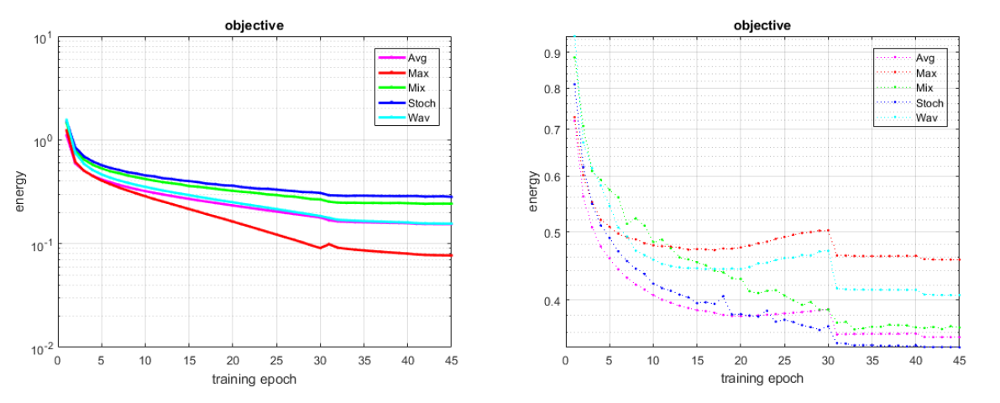 objective
energy
10^1
10^0
10^-1
10^-2
0 5 10 15 20 25 30 35 40 45
training epoch
Avg
Max
Mix
Stoch
Wav
objective
energy
0.9
0.8
0.7
0.6
0.5
0.4
0 5 10 15 20 25 30 35 40 45
training epoch
Avg
Max
Mix
Stoch
Wav